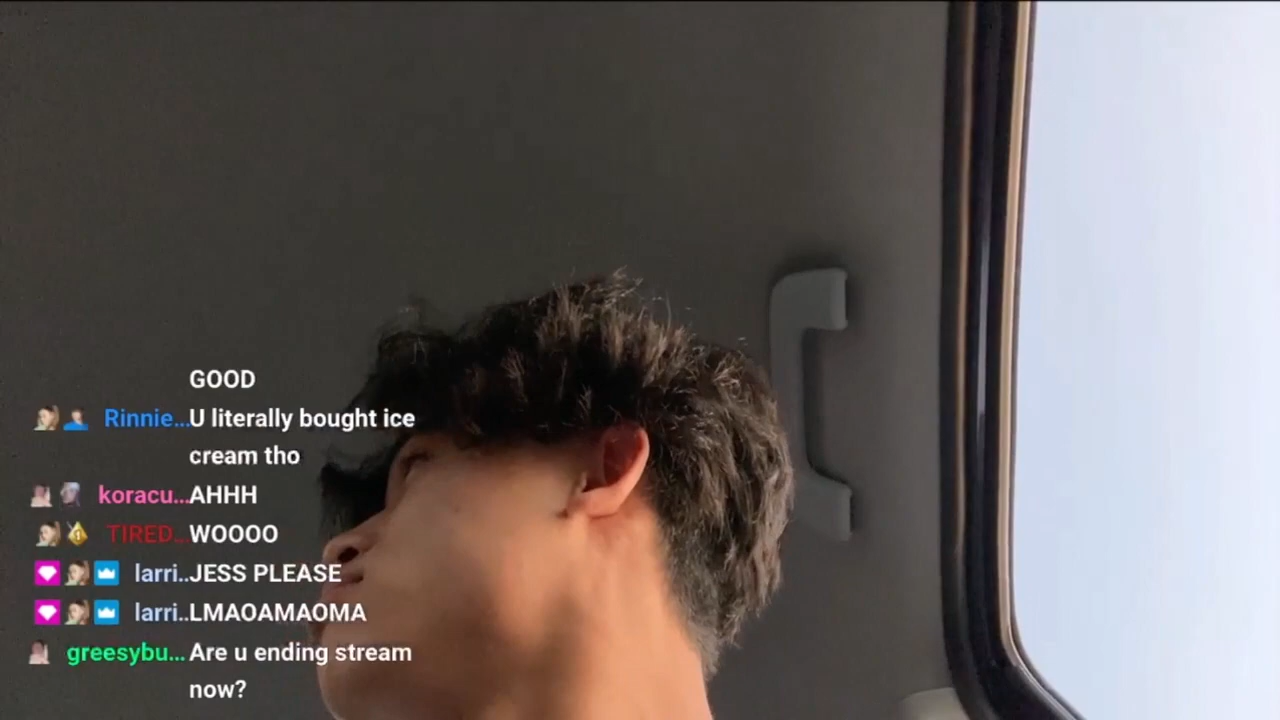 GOOD
Rinnie...U literally bought ice
cream tho
koracu...AHHH
TIRED...WOOOO
larri..JESS PLEASE
larri..LMAOAMAOMA
greesybu...Are u ending stream
now?